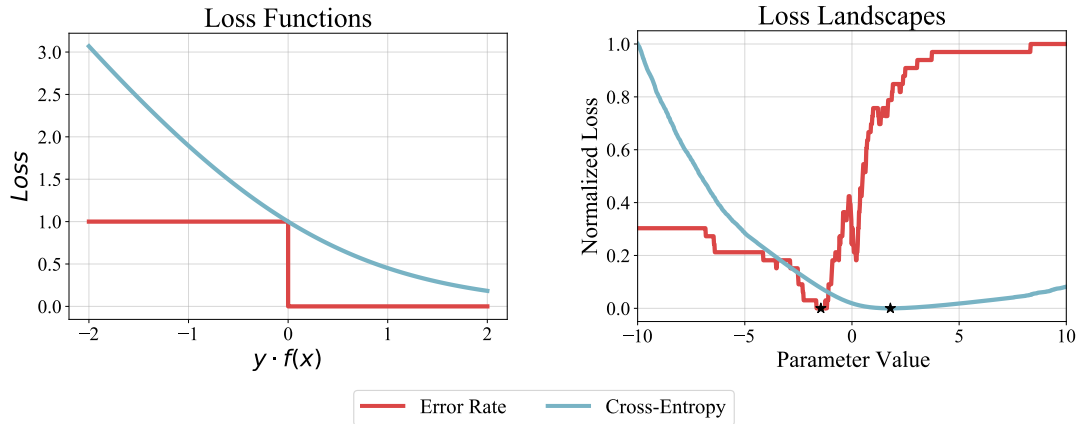 Loss Functions
3.0
2.5
2.0
1.5
1.0
0.5
0.0
Loss
−2 −1 0 1 2
y · f(x)
Loss Landscapes
1.0
0.8
0.6
0.4
0.2
0.0
Normalized Loss
−10 −5 0 5 10
Parameter Value
Error Rate Cross-Entropy